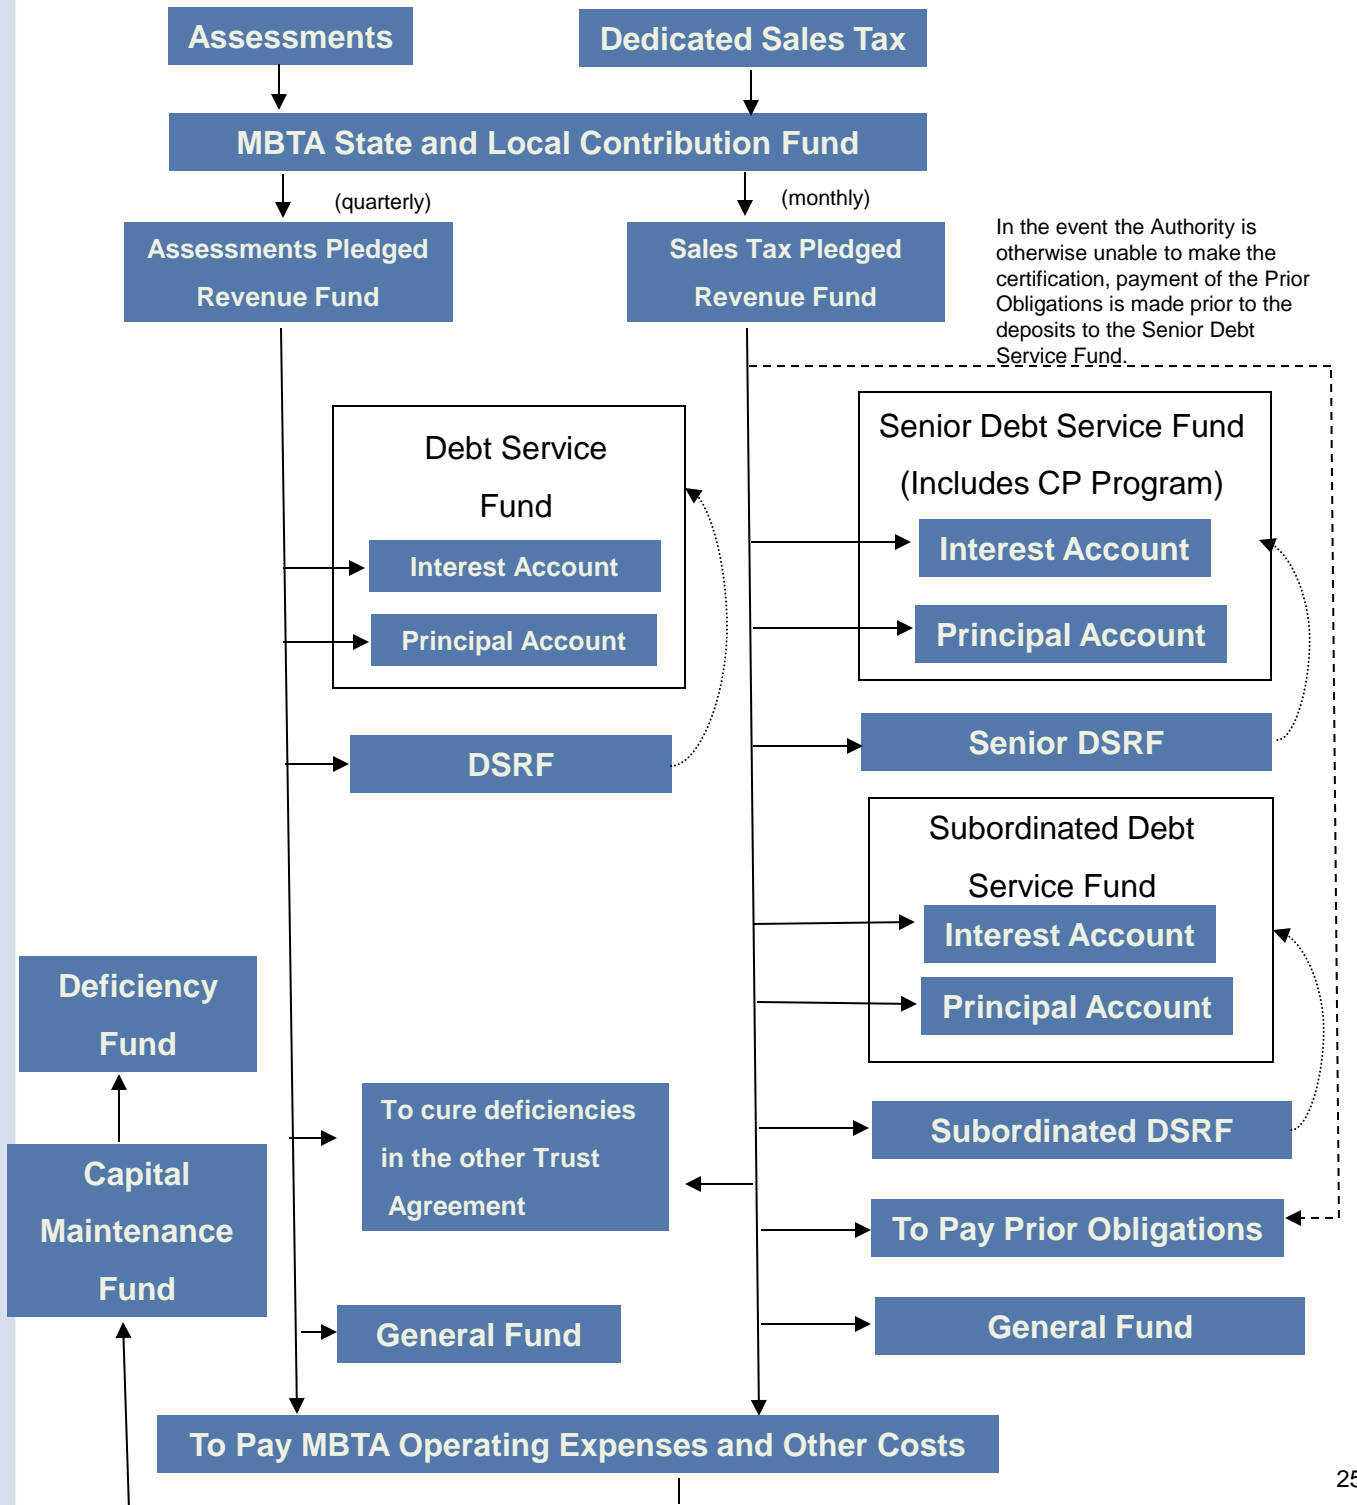 Assessments
Dedicated Sales Tax
MBTA State and Local Contribution Fund
(quarterly)
(monthly)
Assessments Pledged
Revenue Fund
Sales Tax Pledged
Revenue Fund
In the event the Authority is
otherwise unable to make the
certification, payment of the Prior
Obligations is made prior to the
deposits to the Senior Debt
Service Fund.
Debt Service
Fund
Interest Account
Principal Account
DSRF
Senior Debt Service Fund
(Includes CP Program)
Interest Account
Principal Account
Senior DSRF
Subordinated Debt
Service Fund
Interest Account
Principal Account
Deficiency
Fund
Capital
Maintenance
Fund
To cure deficiencies
in the other Trust
Agreement
Subordinated DSRF
To Pay Prior Obligations
General Fund
General Fund
To Pay MBTA Operating Expenses and Other Costs
25